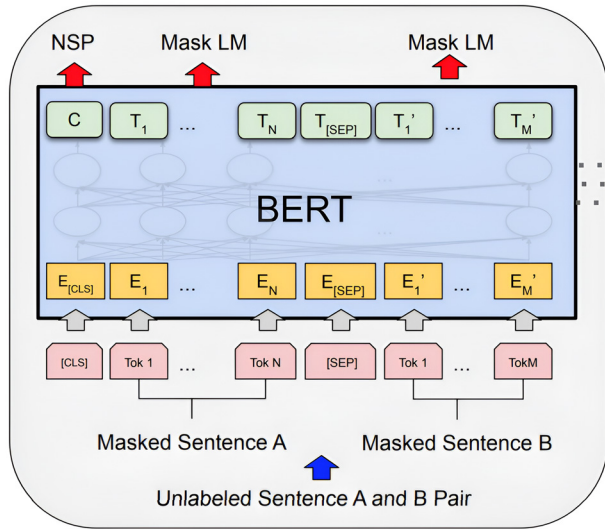 NSP Mask LM Mask LM
C T1 ... TN T[SEP] T1’ ... TM’
BERT
E[CLS] E1 ... EN E[SEP] E1’ ... EM’
[CLS] Tok 1 ... Tok N [SEP] Tok 1 ... TokM
Masked Sentence A Masked Sentence B
Unlabeled Sentence A and B Pair